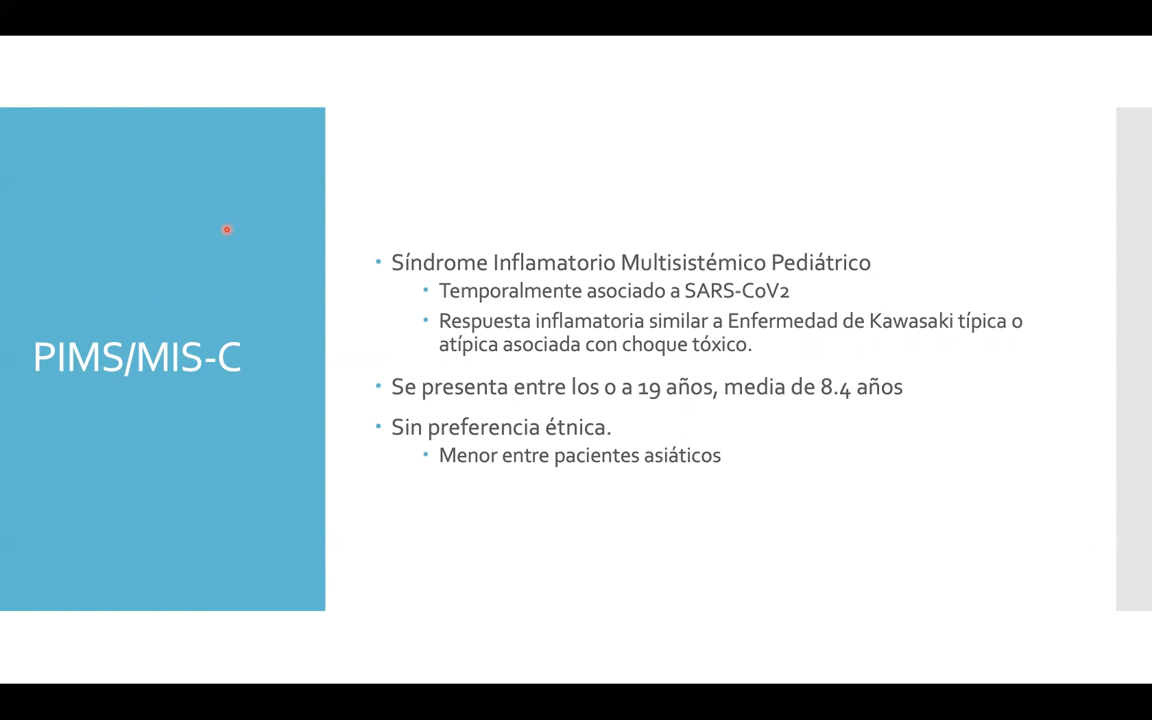 PIMS/MIS-C
• Síndrome Inflamatorio Multisistémico Pediátrico
• Temporalmente asociado a SARS-CoV2
• Respuesta inflamatoria similar a Enfermedad de Kawasaki típica o
atípica asociada con choque tóxico.
• Se presenta entre los 0 a 19 años, media de 8.4 años
• Sin preferencia étnica.
• Menor entre pacientes asiáticos